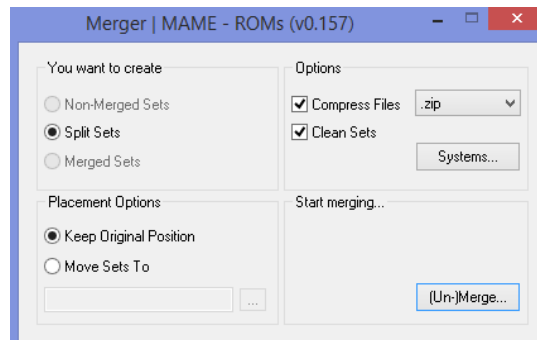 Merger | MAME - ROMs (v0.157)
You want to create
Non-Merged Sets
Split Sets
Merged Sets
Options
Compress Files
.zip
Clean Sets
Systems...
Placement Options
Keep Original Position
Move Sets To
...
Start merging...
(Un-)Merge...